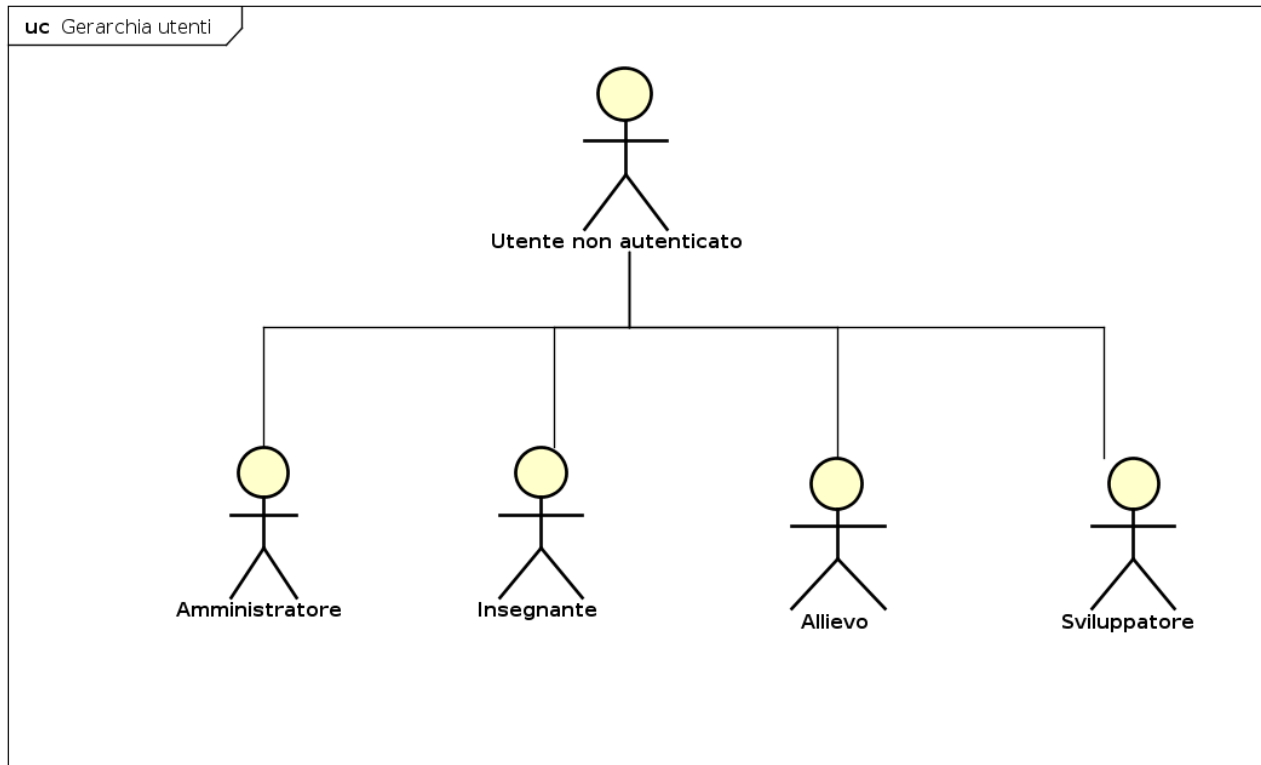 uc Gerarchia utenti
Utente non autenticato
Amministratore
Insegnante
Allievo
Sviluppatore